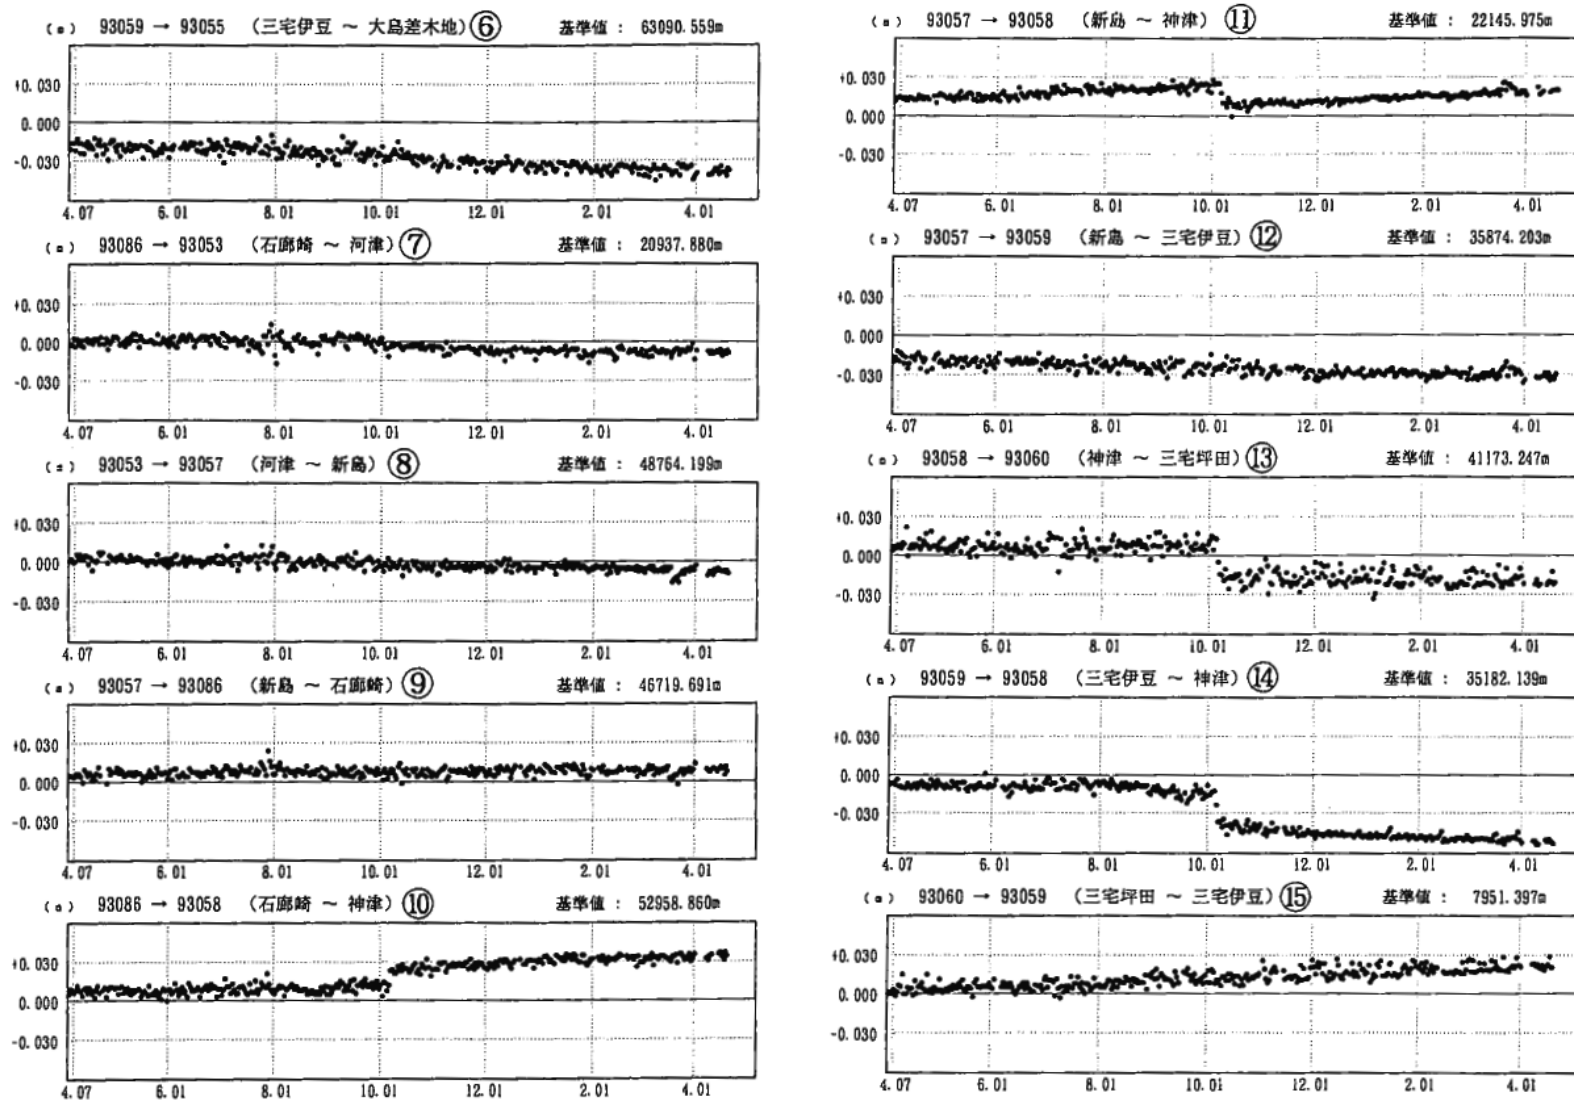 (m) 93059 → 93055 (三宅伊豆 ~ 大島差木地) ⑥ 基準値 : 63090.559m
+0.030
0.000
-0.030
4.07 6.01 8.01 10.01 12.01 2.01 4.01
(m) 93086 → 93053 (石廊崎 ~ 河津) ⑦ 基準値 : 20937.880m
+0.030
0.000
-0.030
4.07 6.01 8.01 10.01 12.01 2.01 4.01
(m) 93053 → 93057 (河津 ~ 新島) ⑧ 基準値 : 48764.199m
+0.030
0.000
-0.030
4.07 6.01 8.01 10.01 12.01 2.01 4.01
(m) 93057 → 93086 (新島 ~ 石廊崎) ⑨ 基準値 : 46719.691m
+0.030
0.000
-0.030
4.07 6.01 8.01 10.01 12.01 2.01 4.01
(m) 93086 → 93058 (石廊崎 ~ 神津) ⑩ 基準値 : 52958.860m
+0.030
0.000
-0.030
4.07 6.01 8.01 10.01 12.01 2.01 4.01
(m) 93057 → 93058 (新島 ~ 神津) ⑪ 基準値 : 22145.975m
+0.030
0.000
-0.030
4.07 6.01 8.01 10.01 12.01 2.01 4.01
(m) 93057 → 93059 (新島 ~ 三宅伊豆) ⑫ 基準値 : 35874.203m
+0.030
0.000
-0.030
4.07 6.01 8.01 10.01 12.01 2.01 4.01
(m) 93058 → 93060 (神津 ~ 三宅坪田) ⑬ 基準値 : 41173.247m
+0.030
0.000
-0.030
4.07 6.01 8.01 10.01 12.01 2.01 4.01
(m) 93059 → 93058 (三宅伊豆 ~ 神津) ⑭ 基準値 : 35182.139m
+0.030
0.000
-0.030
4.07 6.01 8.01 10.01 12.01 2.01 4.01
(m) 93060 → 93059 (三宅坪田 ~ 三宅伊豆) ⑮ 基準値 : 7951.397m
+0.030
0.000
-0.030
4.07 6.01 8.01 10.01 12.01 2.01 4.01